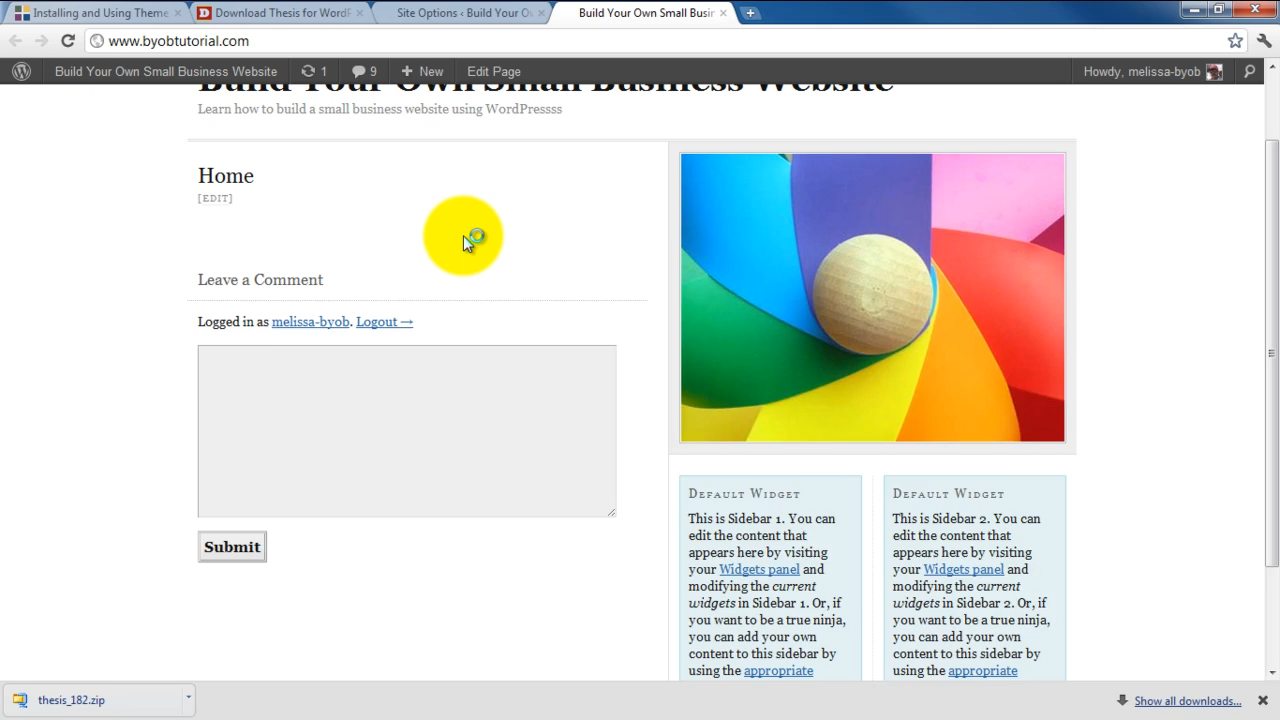 Installing and Using Theme
Download Thesis for WordP
Site Options ‹ Build Your O
Build Your Own Small Busin
www.byobtutorial.com
Build Your Own Small Business Website
1
9
New
Edit Page
Howdy, melissa-byob
Build Your Own Small Business Website
Learn how to build a small business website using WordPressss
Home
[EDIT]
Leave a Comment
Logged in as melissa-byob. Logout →
Submit
DEFAULT WIDGET
This is Sidebar 1. You can
edit the content that
appears here by visiting
your Widgets panel and
modifying the current
widgets in Sidebar 1. Or, if
you want to be a true ninja,
you can add your own
content to this sidebar by
using the appropriate
DEFAULT WIDGET
This is Sidebar 2. You can
edit the content that
appears here by visiting
your Widgets panel and
modifying the current
widgets in Sidebar 2. Or, if
you want to be a true ninja,
you can add your own
content to this sidebar by
using the appropriate
thesis_182.zip
Show all downloads...